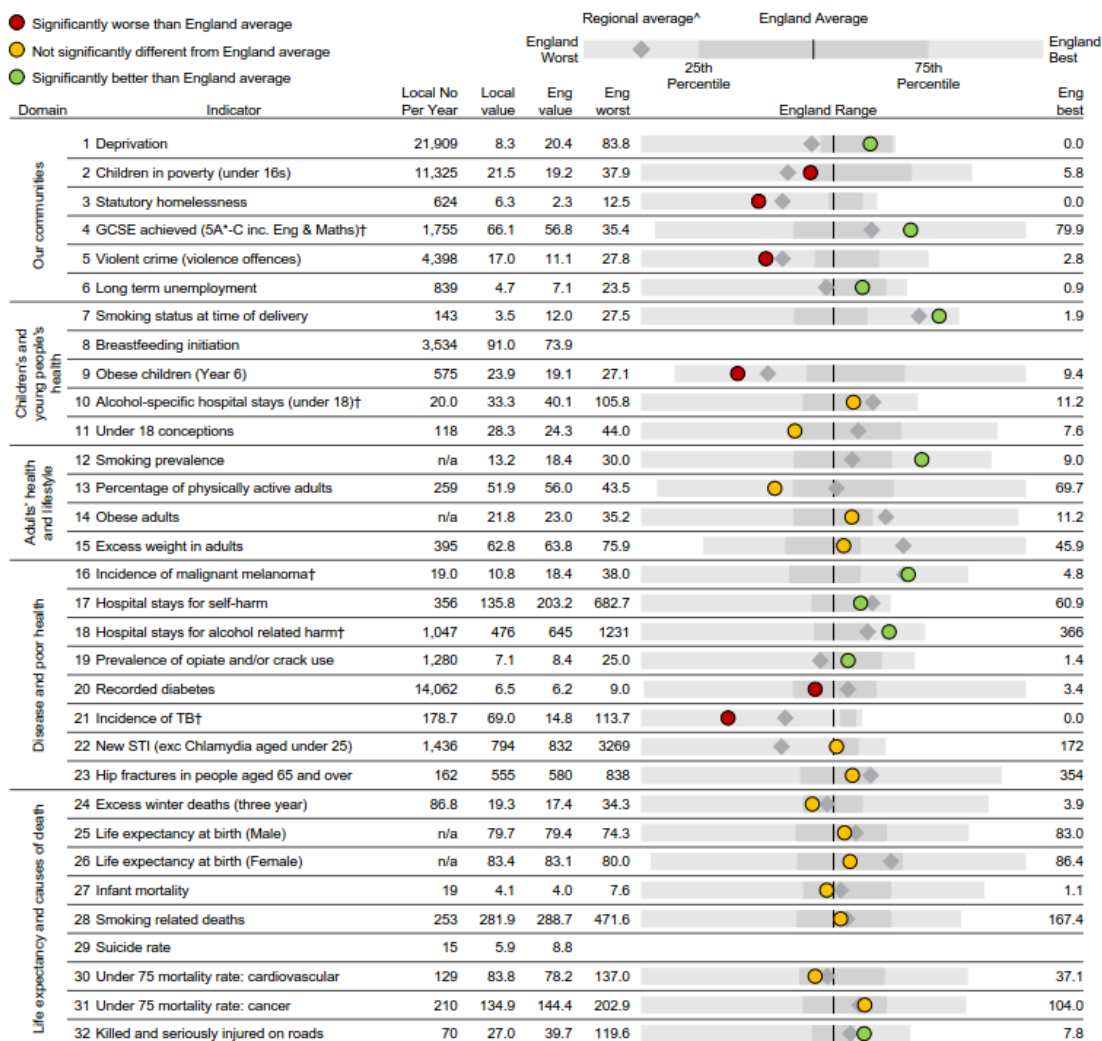 Significantly worse than England average
Not significantly different from England average
Significantly better than England average
Regional average^ England Average
England Worst England Best
25th Percentile 75th Percentile
Domain Indicator Local No Per Year Local value Eng value Eng worst England Range Eng best
Our communities
1 Deprivation 21,909 8.3 20.4 83.8 0.0
2 Children in poverty (under 16s) 11,325 21.5 19.2 37.9 5.8
3 Statutory homelessness 624 6.3 2.3 12.5 0.0
4 GCSE achieved (5A*-C inc. Eng & Maths)† 1,755 66.1 56.8 35.4 79.9
5 Violent crime (violence offences) 4,398 17.0 11.1 27.8 2.8
6 Long term unemployment 839 4.7 7.1 23.5 0.9
Children's and young people's health
7 Smoking status at time of delivery 143 3.5 12.0 27.5 1.9
8 Breastfeeding initiation 3,534 91.0 73.9
9 Obese children (Year 6) 575 23.9 19.1 27.1 9.4
10 Alcohol-specific hospital stays (under 18)† 20.0 33.3 40.1 105.8 11.2
11 Under 18 conceptions 118 28.3 24.3 44.0 7.6
Adults' health and lifestyle
12 Smoking prevalence n/a 13.2 18.4 30.0 9.0
13 Percentage of physically active adults 259 51.9 56.0 43.5 69.7
14 Obese adults n/a 21.8 23.0 35.2 11.2
15 Excess weight in adults 395 62.8 63.8 75.9 45.9
Disease and poor health
16 Incidence of malignant melanoma† 19.0 10.8 18.4 38.0 4.8
17 Hospital stays for self-harm 356 135.8 203.2 682.7 60.9
18 Hospital stays for alcohol related harm† 1,047 476 645 1231 366
19 Prevalence of opiate and/or crack use 1,280 7.1 8.4 25.0 1.4
20 Recorded diabetes 14,062 6.5 6.2 9.0 3.4
21 Incidence of TB† 178.7 69.0 14.8 113.7 0.0
22 New STI (exc Chlamydia aged under 25) 1,436 794 832 3269 172
23 Hip fractures in people aged 65 and over 162 555 580 838 354
Life expectancy and causes of death
24 Excess winter deaths (three year) 86.8 19.3 17.4 34.3 3.9
25 Life expectancy at birth (Male) n/a 79.7 79.4 74.3 83.0
26 Life expectancy at birth (Female) n/a 83.4 83.1 80.0 86.4
27 Infant mortality 19 4.1 4.0 7.6 1.1
28 Smoking related deaths 253 281.9 288.7 471.6 167.4
29 Suicide rate 15 5.9 8.8
30 Under 75 mortality rate: cardiovascular 129 83.8 78.2 137.0 37.1
31 Under 75 mortality rate: cancer 210 134.9 144.4 202.9 104.0
32 Killed and seriously injured on roads 70 27.0 39.7 119.6 7.8